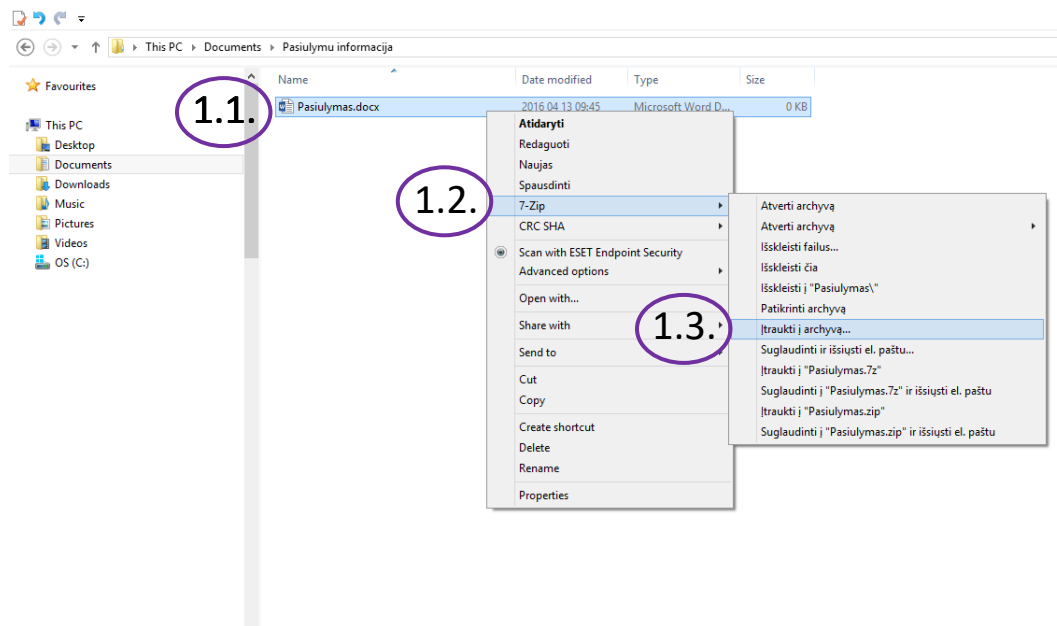 This PC Documents Pasiulymu informacija
Favourites
This PC
Desktop
Documents
Downloads
Music
Pictures
Videos
OS (C:)
Name Date modified Type Size
Pasiulymas.docx 2016 04 13 09:45 Microsoft Word D... 0 KB
1.1.
Atidaryti
Redaguoti
Naujas
Spausdinti
1.2.
7-Zip
CRC SHA
Scan with ESET Endpoint Security
Advanced options
Open with...
Share with
Send to
Cut
Copy
Create shortcut
Delete
Rename
Properties
Atverti archyvą
Atverti archyvą
Išskleisti failus...
Išskleisti čia
Išskleisti į "Pasiulymas\"
Patikrinti archyvą
1.3.
Įtraukti į archyvą...
Suglaudinti ir išsiųsti el. paštu...
Įtraukti į "Pasiulymas.7z"
Suglaudinti į "Pasiulymas.7z" ir išsiųsti el. paštu
Įtraukti į "Pasiulymas.zip"
Suglaudinti į "Pasiulymas.zip" ir išsiųsti el. paštu